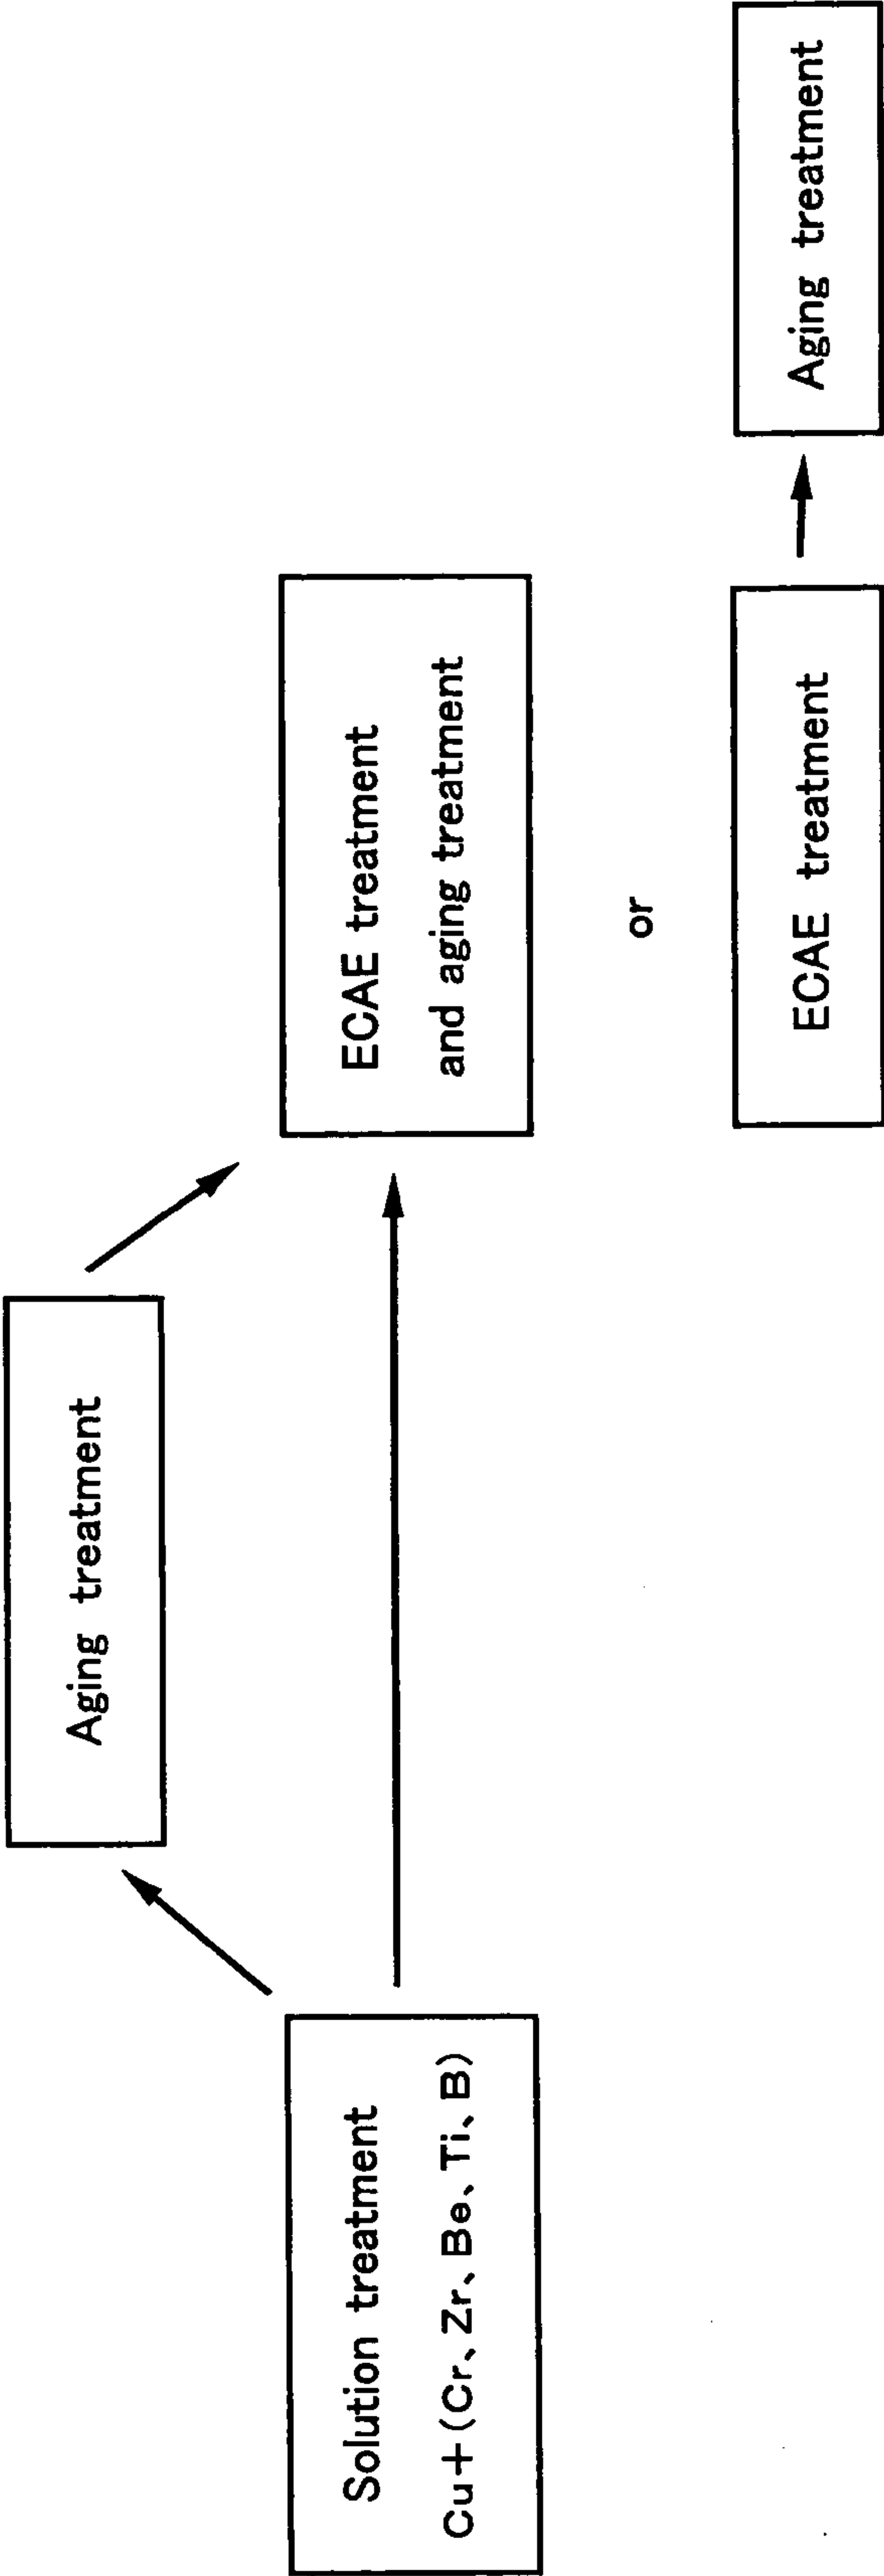 Aging treatment
Solution treatment
Cu+(Cr、Zr、Be、Ti、B)
ECAE treatment
and aging treatment
or
ECAE treatment
Aging treatment